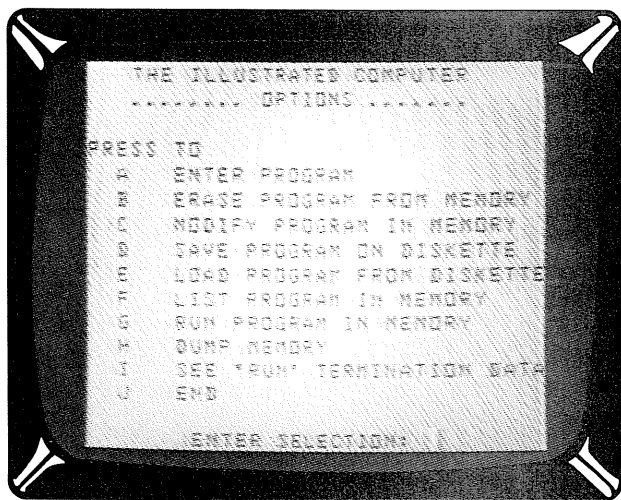 THE ILLUSTRATED COMPUTER
........ OPTIONS .......
PRESS TO
A ENTER PROGRAM
B ERASE PROGRAM FROM MEMORY
C MODIFY PROGRAM IN MEMORY
D SAVE PROGRAM ON DISKETTE
E LOAD PROGRAM FROM DISKETTE
F LIST PROGRAM IN MEMORY
G RUN PROGRAM IN MEMORY
H DUMP MEMORY
I SEE "RUN" TERMINATION DATA
J END
ENTER SELECTION: